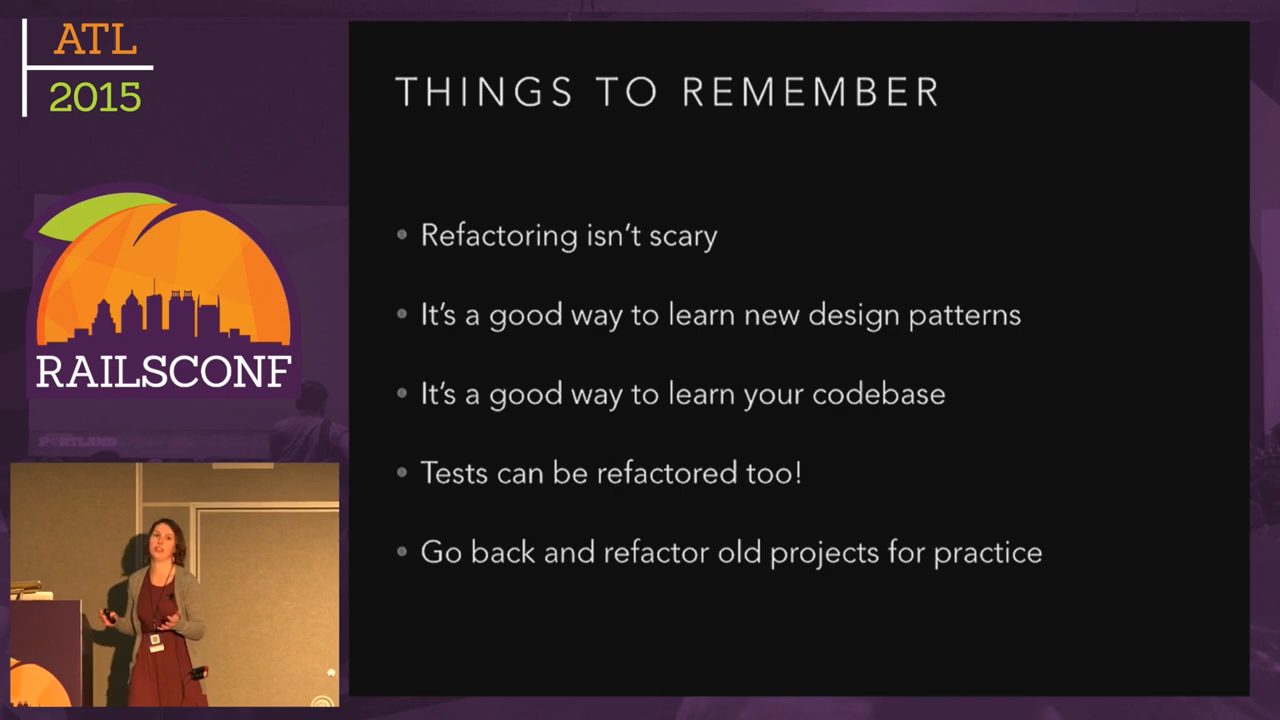 ATL
2015
RAILSCONF
PORTLAND
THINGS TO REMEMBER
• Refactoring isn’t scary
• It’s a good way to learn new design patterns
• It’s a good way to learn your codebase
• Tests can be refactored too!
• Go back and refactor old projects for practice